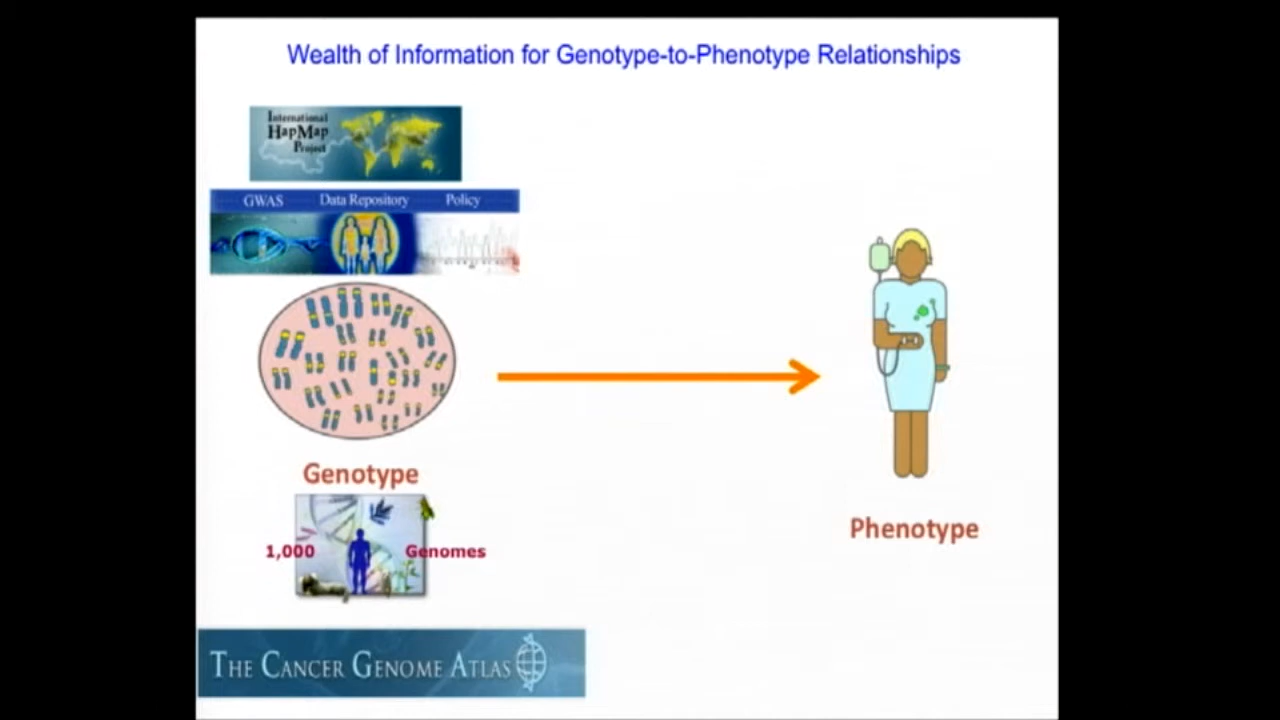 Wealth of Information for Genotype-to-Phenotype Relationships
International
HapMap
Project
GWAS Data Repository Policy
Genotype
1,000 Genomes
Phenotype
THE CANCER GENOME ATLAS